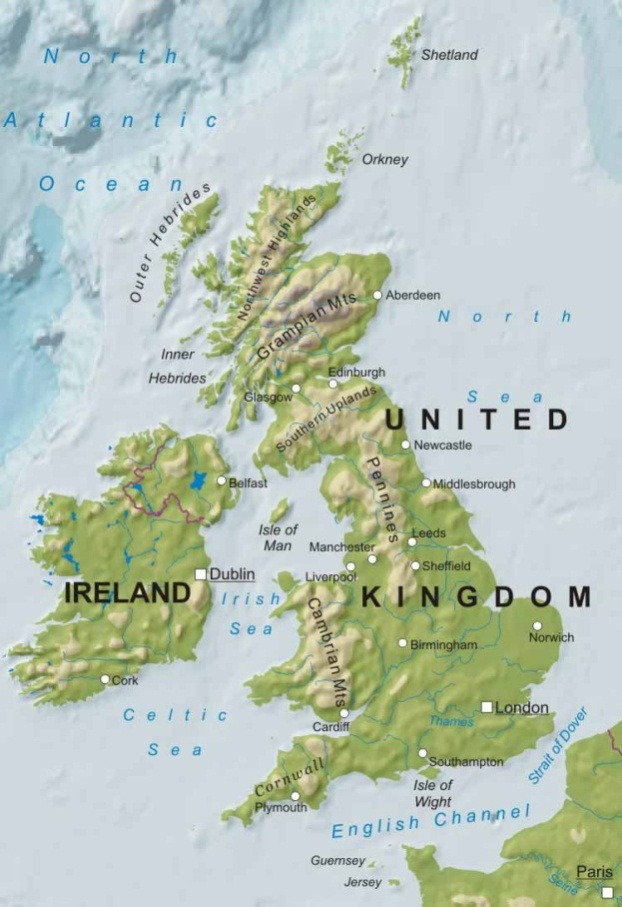 North
Shetland
Atlantic
Orkney
Ocean
Outer Hebrides
Northwest Highlands
Aberdeen
Grampian Mts
North
Inner
Hebrides
Edinburgh
Glasgow
Sea
Southern Uplands
UNITED
Newcastle
Pennines
Belfast
Middlesbrough
Isle of
Man
Leeds
Manchester
Sheffield
Dublin
Liverpool
IRELAND
Irish
Sea
KINGDOM
Cambrian Mts
Norwich
Birmingham
Cork
London
Celtic
Sea
Thames
Cardiff
Strait of Dover
Cornwall
Southampton
Isle of
Wight
Plymouth
English Channel
Guernsey
Jersey
Paris
Seine